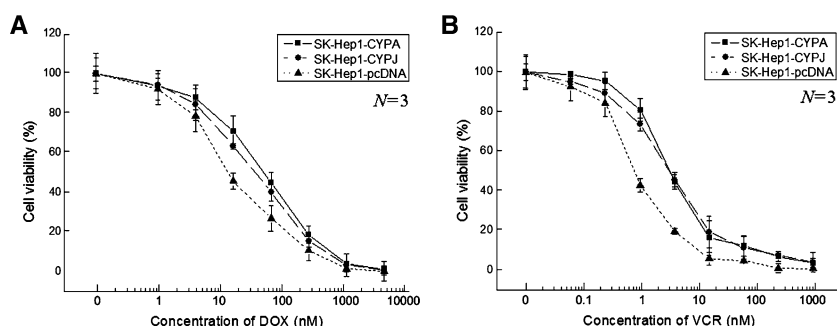 A
120
100
80
60
40
20
0
Cell viability (%)
SK-Hep1-CYPA
SK-Hep1-CYPJ
SK-Hep1-pcDNA
N=3
0 1 10 100 1000 10000
Concentration of DOX (nM)
B
120
100
80
60
40
20
0
Cell viability (%)
SK-Hep1-CYPA
SK-Hep1-CYPJ
SK-Hep1-pcDNA
N=3
0 0.1 1 10 100 1000
Concentration of VCR (nM)